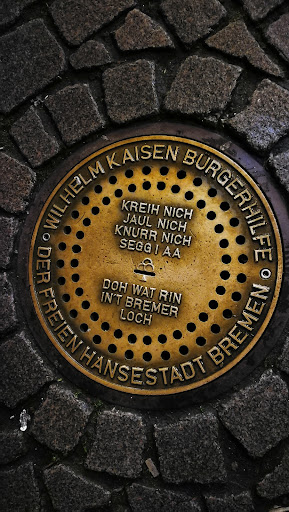 WILHELM KAISEN BÜRGERHILFE
KREIH NICH
JAUL NICH
KNURR NICH
SEGG I AA
DOH WAT RIN
IN'T BREMER
LOCH
DER FREIEN HANSESTADT BREMEN